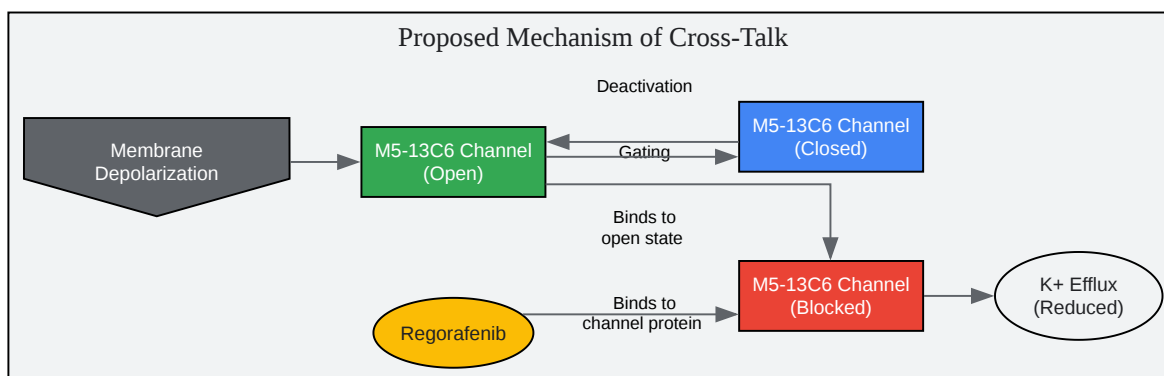 Proposed Mechanism of Cross-Talk
Deactivation
Membrane
Depolarization
M5-13C6 Channel
(Open)
Gating
M5-13C6 Channel
(Closed)
Binds to
open state
Regorafenib
Binds to
channel protein
M5-13C6 Channel
(Blocked)
K+ Efflux
(Reduced)